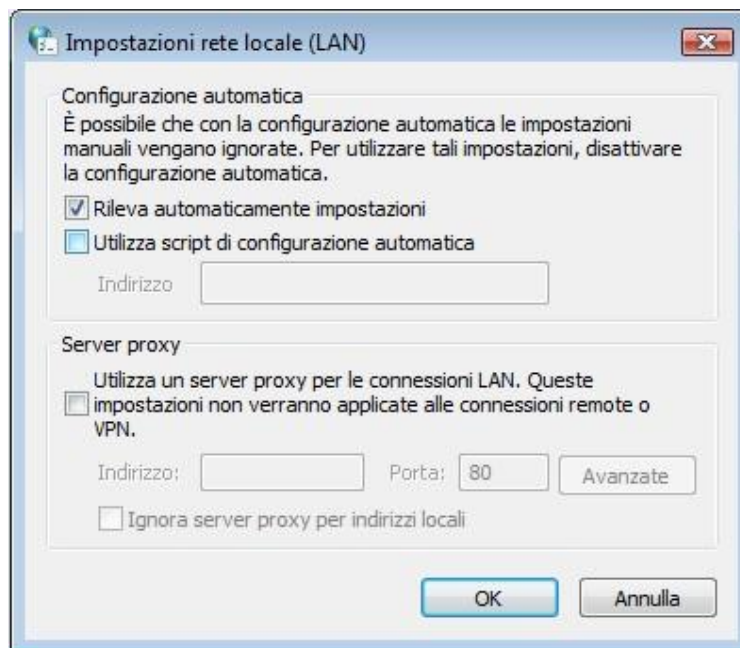 Impostazioni rete locale (LAN)
Configurazione automatica
È possibile che con la configurazione automatica le impostazioni
manuali vengano ignorate. Per utilizzare tali impostazioni, disattivare
la configurazione automatica.
Rileva automaticamente impostazioni
Utilizza script di configurazione automatica
Indirizzo
Server proxy
Utilizza un server proxy per le connessioni LAN. Queste
impostazioni non verranno applicate alle connessioni remote o
VPN.
Indirizzo: Porta: 80 Avanzate
Ignora server proxy per indirizzi locali
OK Annulla